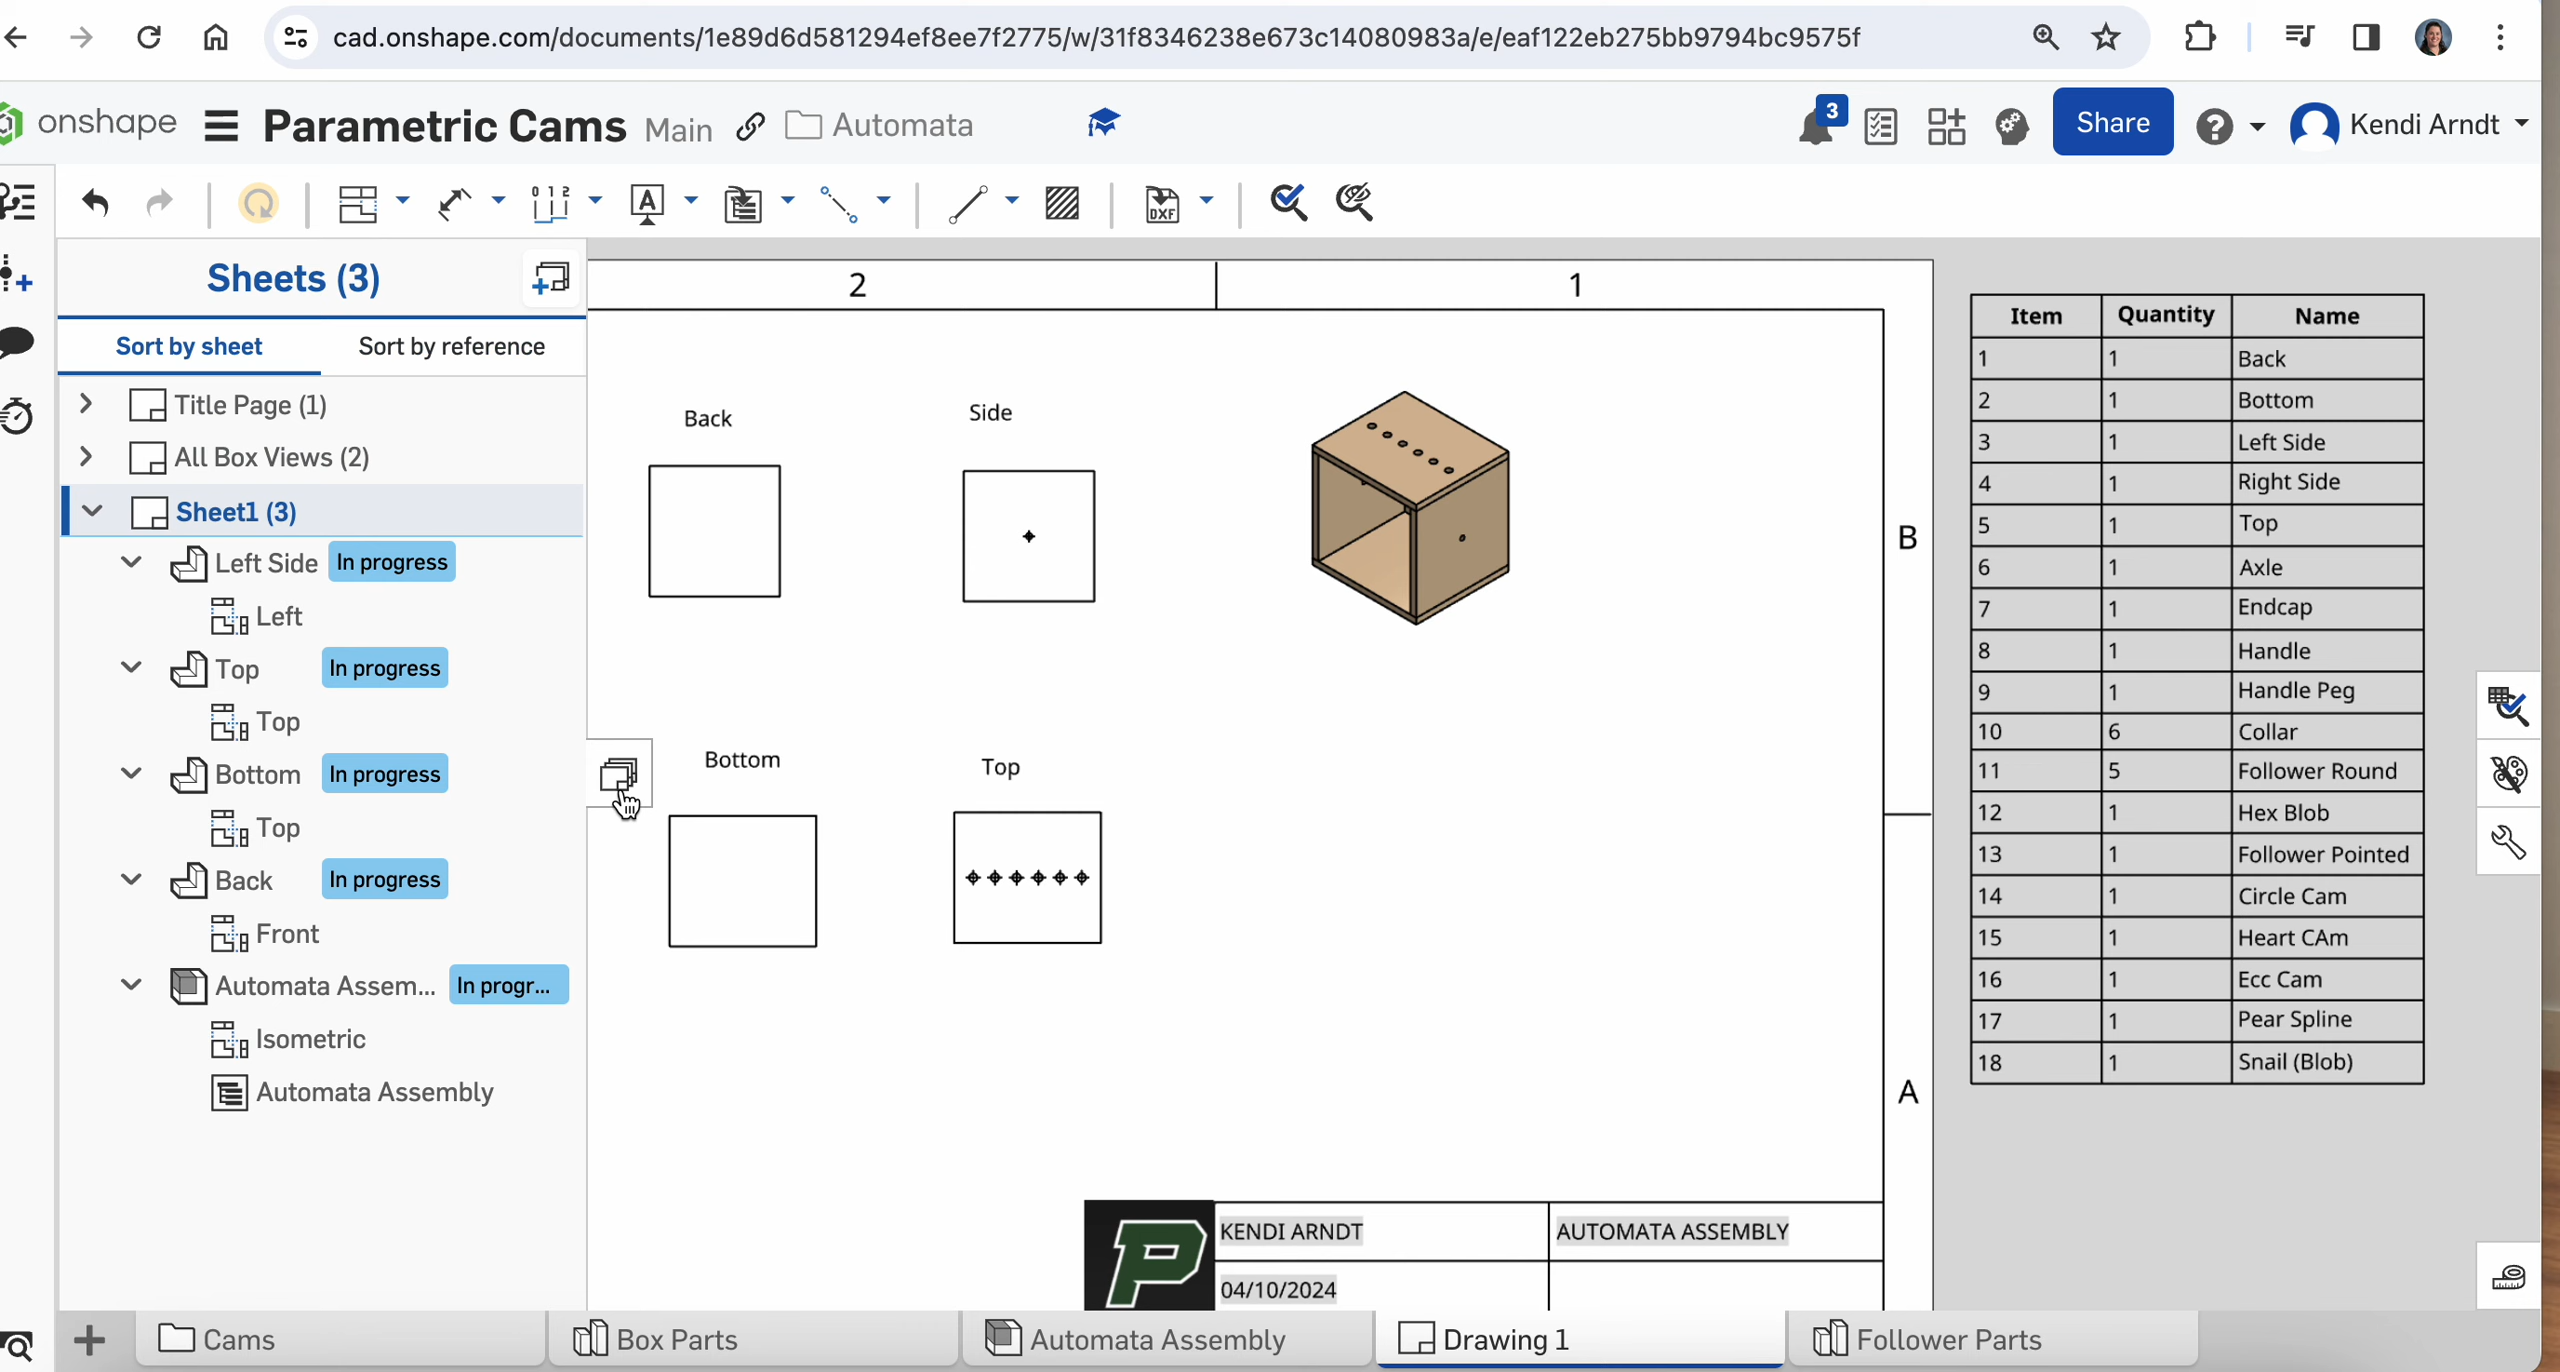 cad.onshape.com/documents/1e89d6d581294ef8ee7f2775/w/31f8346238e673c14080983a/e/eaf122eb275bb9794bc9575f
onshape Parametric Cams Main Automata 3 Share Kendi Arndt
0 1 2 A DXF
Sheets (3)
Sort by sheet Sort by reference
Title Page (1)
All Box Views (2)
Sheet1 (3)
Left Side In progress
Left
Top In progress
Top
Bottom In progress
Top
Back In progress
Front
Automata Assem... In progr...
Isometric
Automata Assembly
2 1
Back Side
B
Bottom Top
A
P
KENDI ARNDT AUTOMATA ASSEMBLY
04/10/2024
Item Quantity Name
1 1 Back
2 1 Bottom
3 1 Left Side
4 1 Right Side
5 1 Top
6 1 Axle
7 1 Endcap
8 1 Handle
9 1 Handle Peg
10 6 Collar
11 5 Follower Round
12 1 Hex Blob
13 1 Follower Pointed
14 1 Circle Cam
15 1 Heart CAm
16 1 Ecc Cam
17 1 Pear Spline
18 1 Snail (Blob)
Cams Box Parts Automata Assembly Drawing 1 Follower Parts